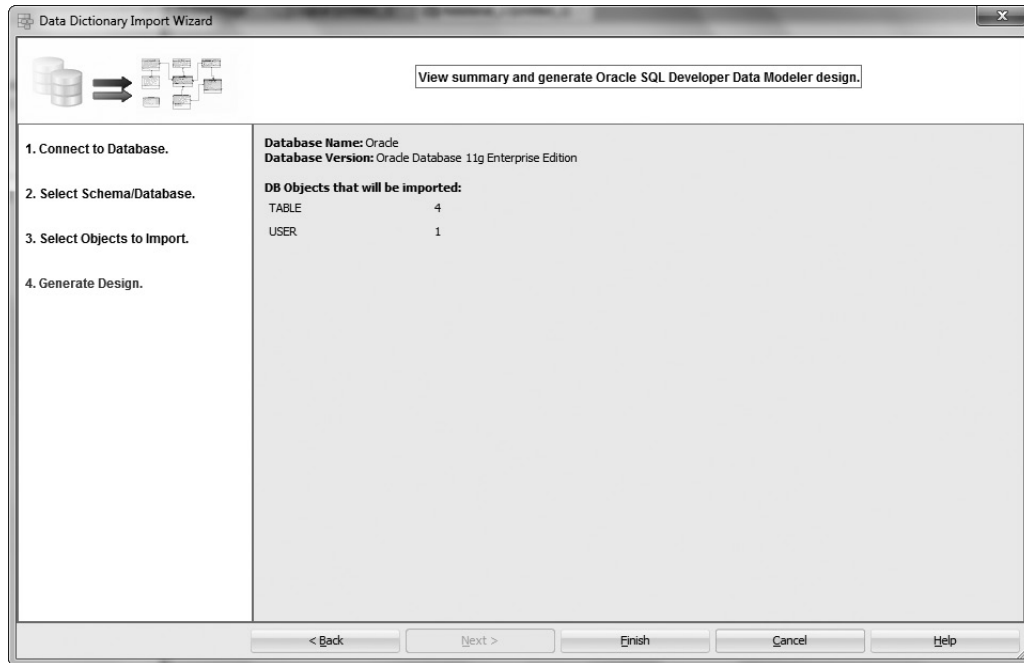 Data Dictionary Import Wizard
X
View summary and generate Oracle SQL Developer Data Modeler design.
1. Connect to Database.
2. Select Schema/Database.
3. Select Objects to Import.
4. Generate Design.
Database Name: Oracle
Database Version: Oracle Database 11g Enterprise Edition
DB Objects that will be imported:
TABLE 4
USER 1
< Back Next > Finish Cancel Help